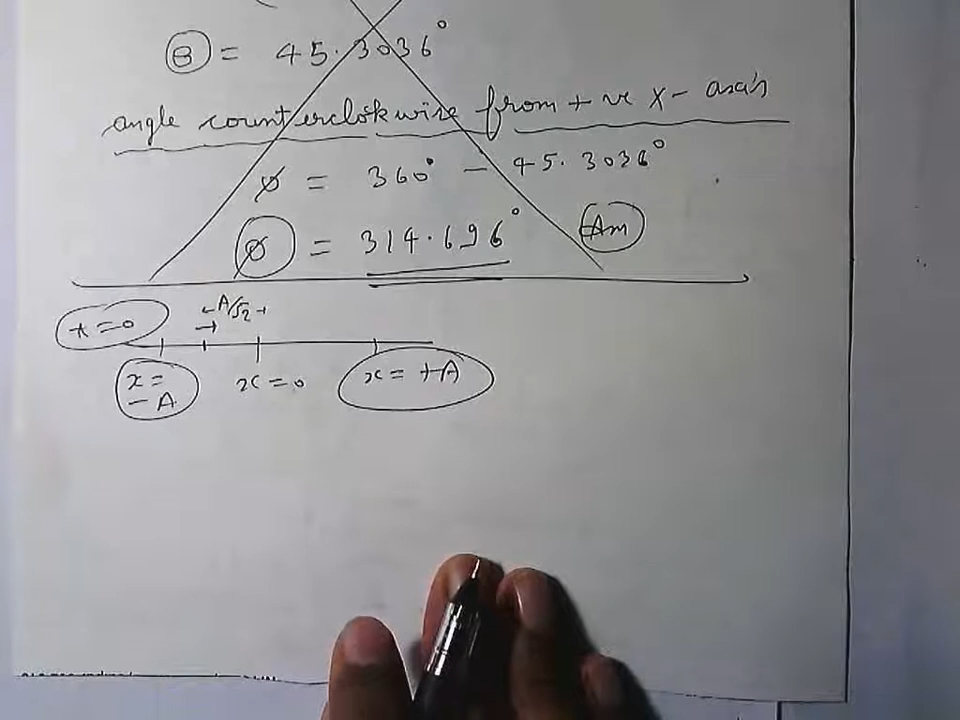 θ = 45.3036°
angle counterclokwise from +ve X-axis
ø = 360° - 45.3036°
ø = 314.696° (Ans)
t=0
A/√2
x= -A x=0 x=+A